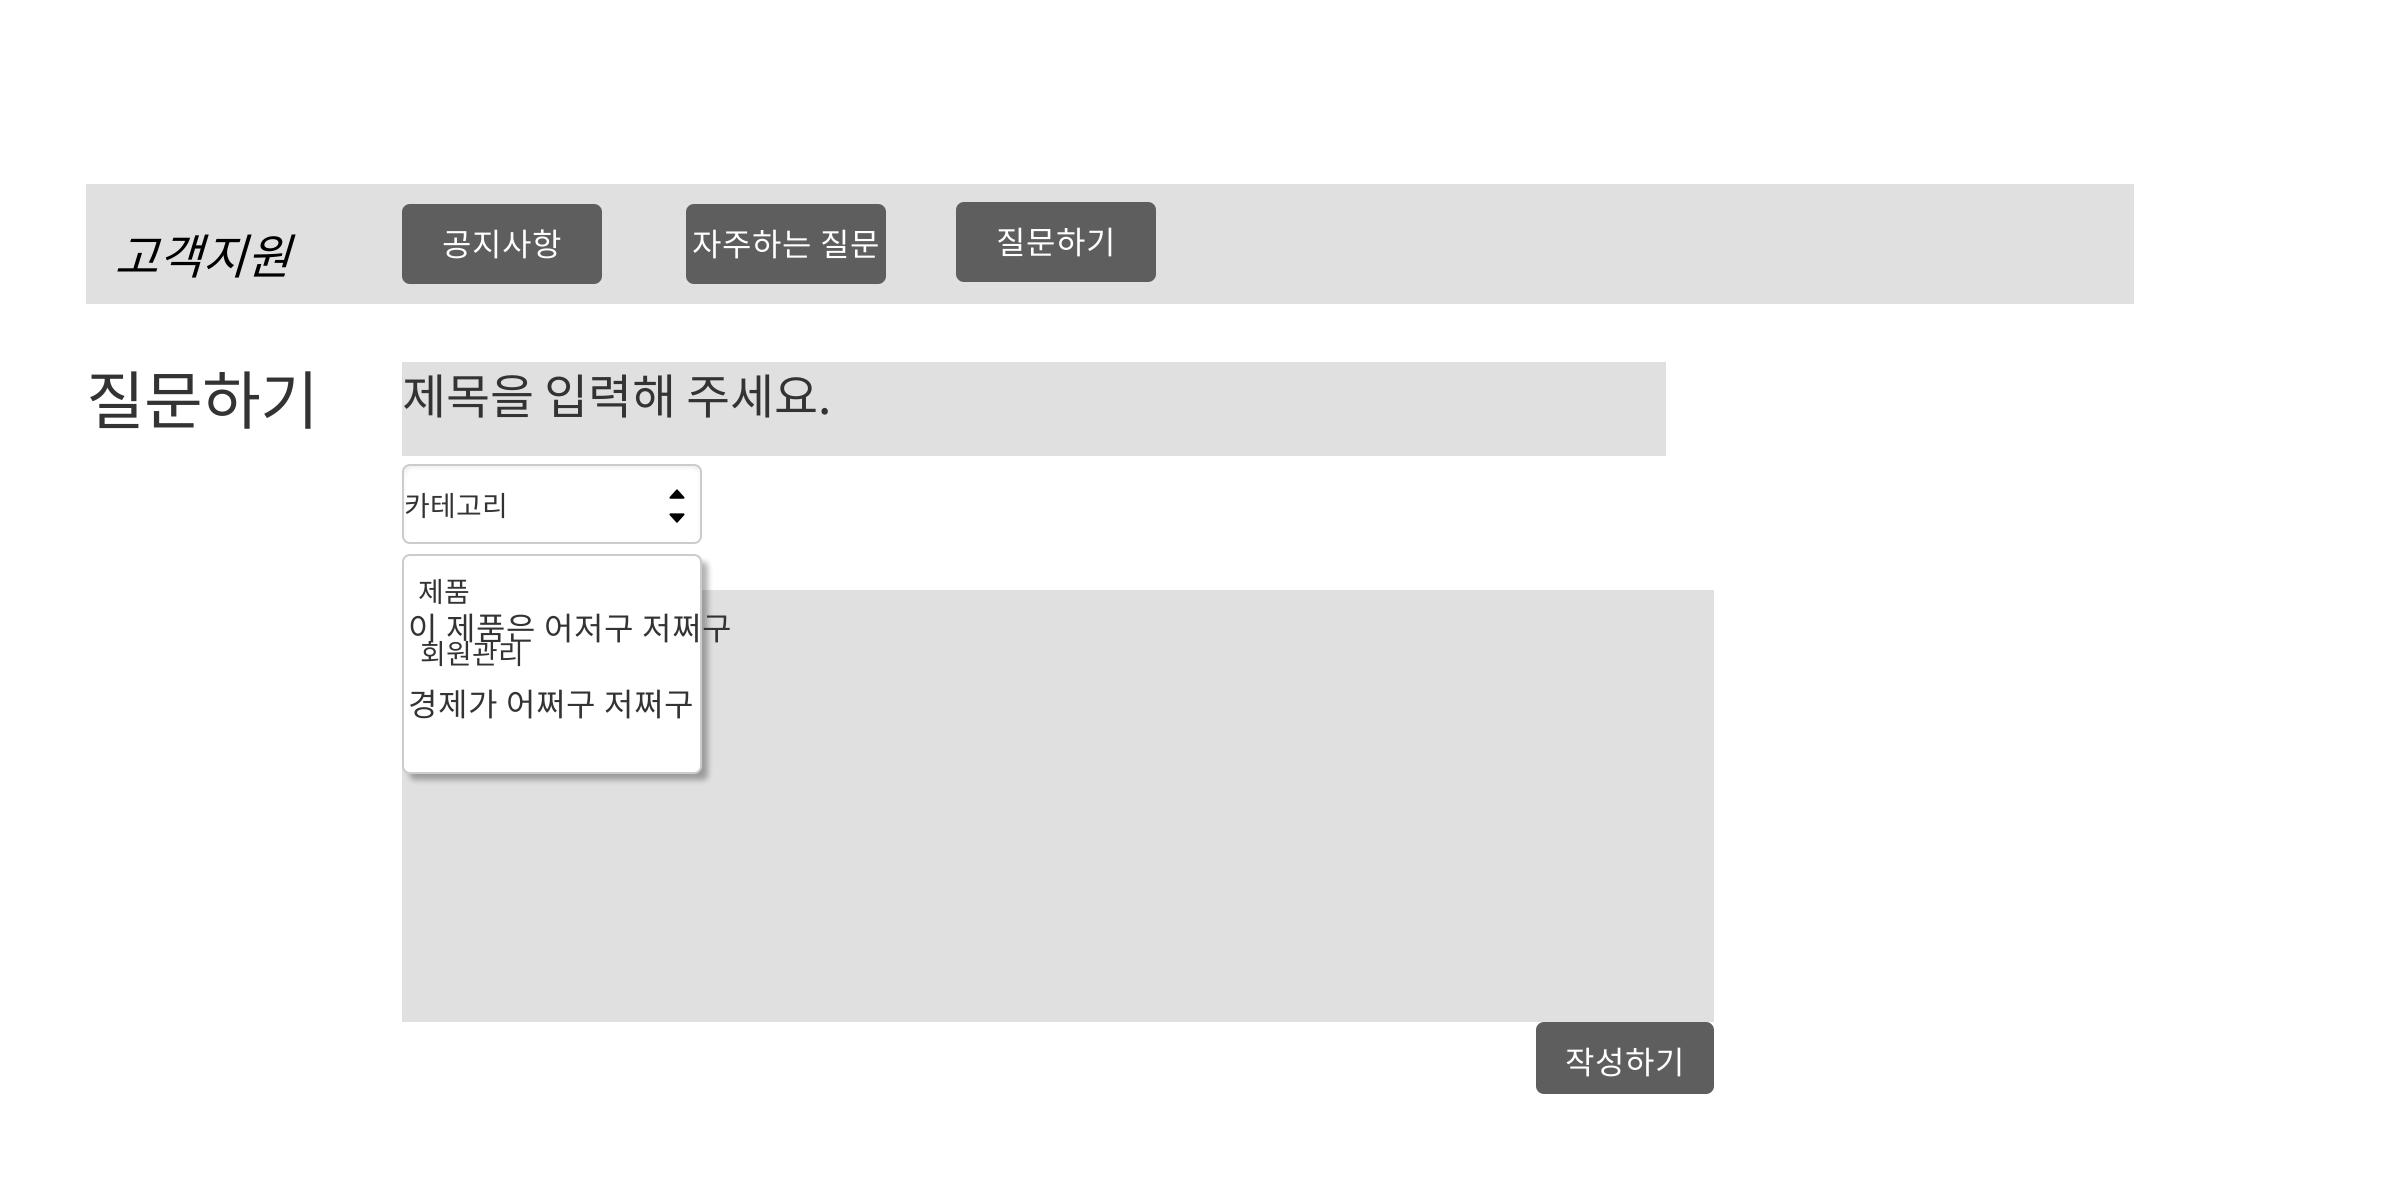 고객지원
공지사항
자주하는 질문
질문하기
질문하기
제목을 입력해 주세요.
카테고리
제품
이 제품은 어저구 저쩌구
회원관리
경제가 어쩌구 저쩌구
작성하기